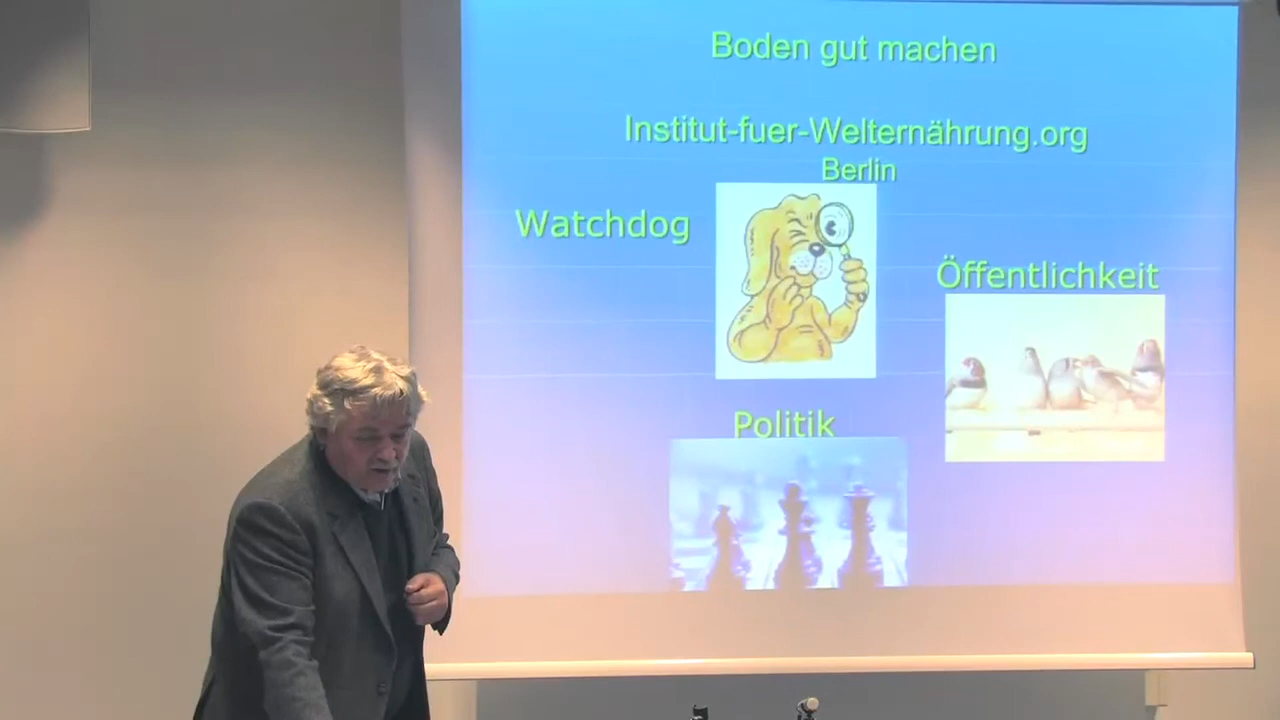 Boden gut machen
Institut-fuer-Welternährung.org
Berlin
Watchdog
Öffentlichkeit
Politik